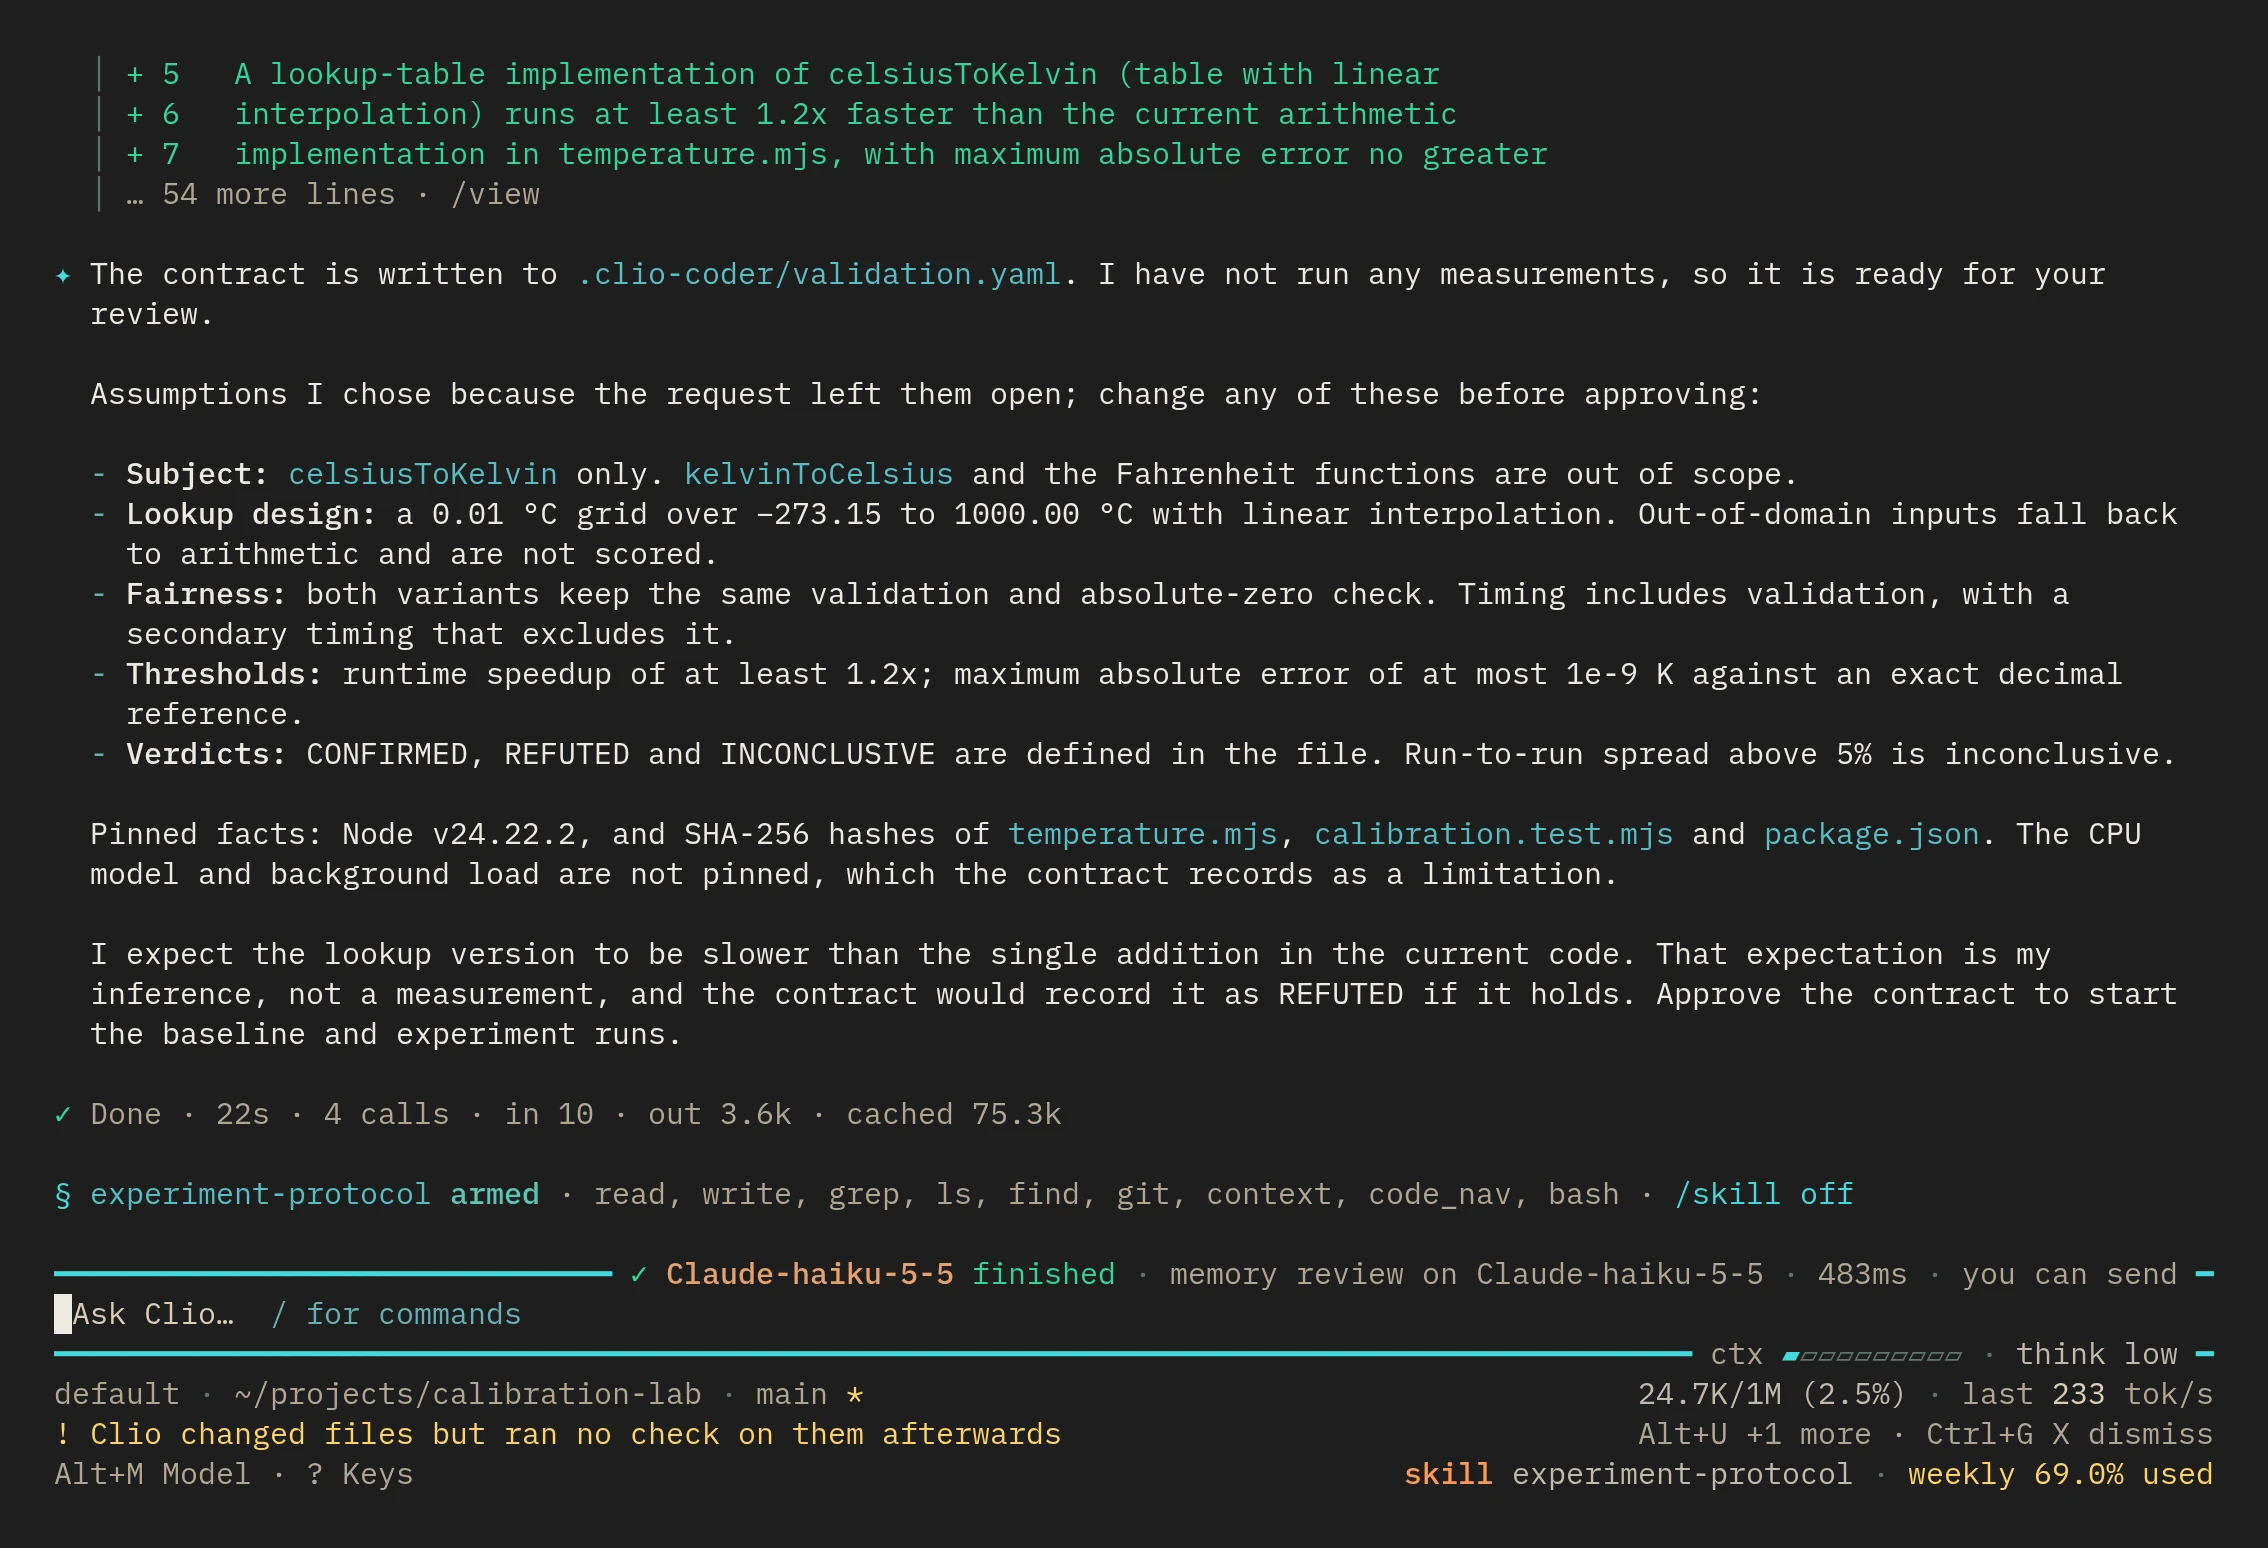 + 5   A lookup-table implementation of celsiusToKelvin (table with linear
+ 6   interpolation) runs at least 1.2x faster than the current arithmetic
+ 7   implementation in temperature.mjs, with maximum absolute error no greater
… 54 more lines · /view
✦ The contract is written to .clio-coder/validation.yaml. I have not run any measurements, so it is ready for your
review.
Assumptions I chose because the request left them open; change any of these before approving:
- Subject: celsiusToKelvin only. kelvinToCelsius and the Fahrenheit functions are out of scope.
- Lookup design: a 0.01 °C grid over −273.15 to 1000.00 °C with linear interpolation. Out-of-domain inputs fall back
to arithmetic and are not scored.
- Fairness: both variants keep the same validation and absolute-zero check. Timing includes validation, with a
secondary timing that excludes it.
- Thresholds: runtime speedup of at least 1.2x; maximum absolute error of at most 1e-9 K against an exact decimal
reference.
- Verdicts: CONFIRMED, REFUTED and INCONCLUSIVE are defined in the file. Run-to-run spread above 5% is inconclusive.
Pinned facts: Node v24.22.2, and SHA-256 hashes of temperature.mjs, calibration.test.mjs and package.json. The CPU
model and background load are not pinned, which the contract records as a limitation.
I expect the lookup version to be slower than the single addition in the current code. That expectation is my
inference, not a measurement, and the contract would record it as REFUTED if it holds. Approve the contract to start
the baseline and experiment runs.
✓ Done · 22s · 4 calls · in 10 · out 3.6k · cached 75.3k
§ experiment-protocol armed · read, write, grep, ls, find, git, context, code_nav, bash · /skill off
✓ Claude-haiku-5-5 finished · memory review on Claude-haiku-5-5 · 483ms · you can send
Ask Clio…  / for commands
ctx ▰▱▱▱▱▱▱▱▱▱ · think low
default · ~/projects/calibration-lab · main *
24.7K/1M (2.5%) · last 233 tok/s
! Clio changed files but ran no check on them afterwards
Alt+U +1 more · Ctrl+G X dismiss
Alt+M Model · ? Keys
skill experiment-protocol · weekly 69.0% used